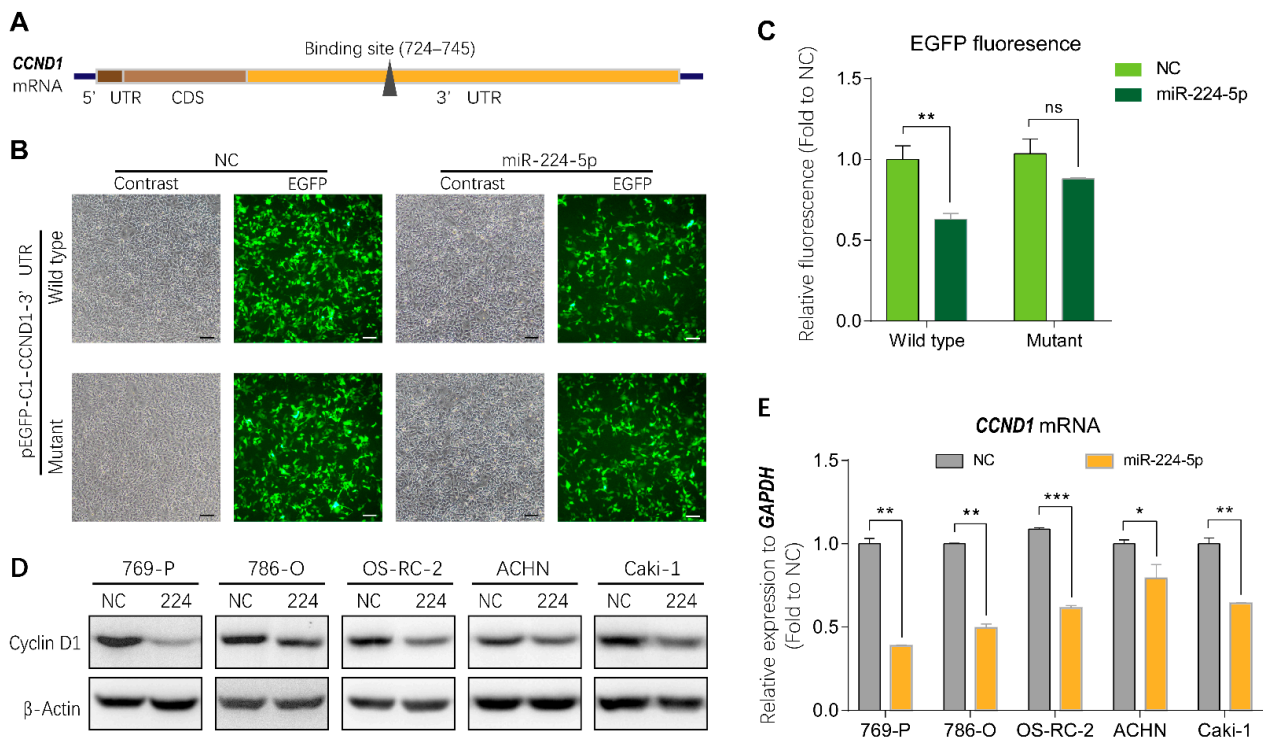 A
Binding site (724–745)
CCND1
mRNA
5' UTR CDS 3' UTR
B
NC miR-224-5p
Contrast EGFP Contrast EGFP
pEGFP-C1-CCND1-3' UTR
Wild type
Mutant
C
EGFP fluoresence
NC
miR-224-5p
Relative fluorescence (Fold to NC)
1.5
1.0
0.5
0.0
** ns
Wild type Mutant
D
769-P 786-O OS-RC-2 ACHN Caki-1
NC 224 NC 224 NC 224 NC 224 NC 224
Cyclin D1
β-Actin
E
CCND1 mRNA
NC miR-224-5p
Relative expression to GAPDH
(Fold to NC)
1.5
1.0
0.5
0.0
** ** *** * **
769-P 786-O OS-RC-2 ACHN Caki-1